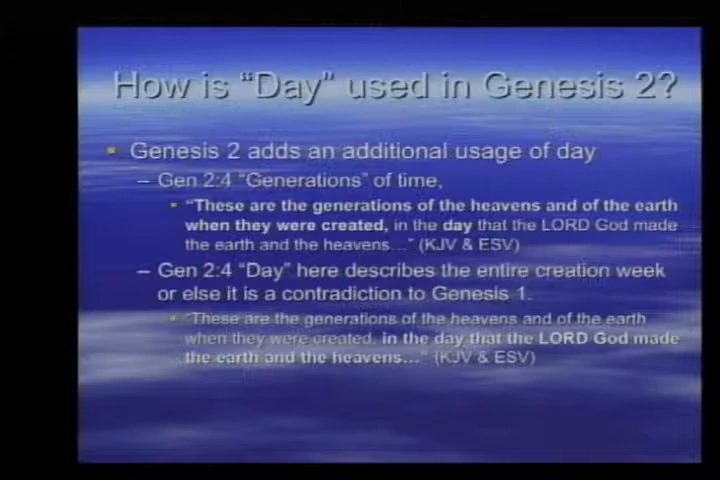 How is “Day” used in Genesis 2?
Genesis 2 adds an additional usage of day
– Gen 2:4 “Generations” of time,
“These are the generations of the heavens and of the earth
when they were created, in the day that the LORD God made
the earth and the heavens…” (KJV & ESV)
– Gen 2:4 “Day” here describes the entire creation week
or else it is a contradiction to Genesis 1.
“These are the generations of the heavens and of the earth
when they were created, in the day that the LORD God made
the earth and the heavens…” (KJV & ESV)